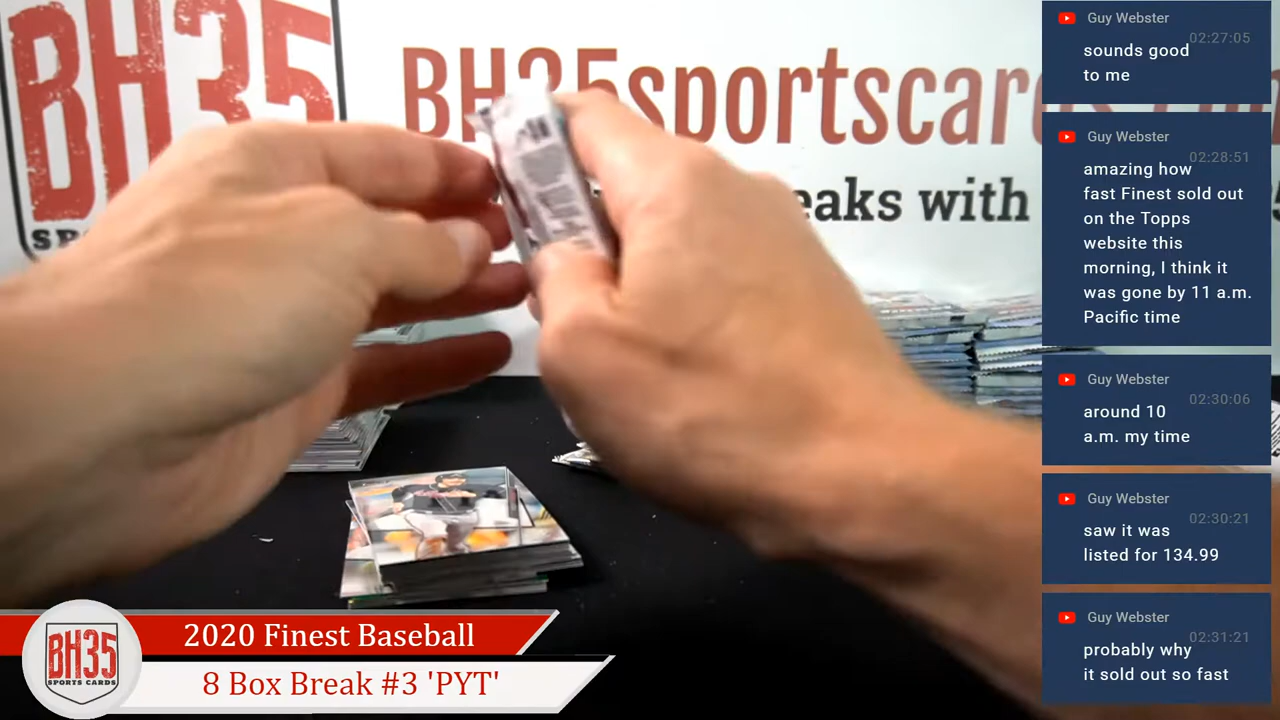 BH35
SP
BH35sportscar
eaks with
Guy Webster
02:27:05
sounds good
to me
Guy Webster
02:28:51
amazing how
fast Finest sold out
on the Topps
website this
morning, I think it
was gone by 11 a.m.
Pacific time
Guy Webster
02:30:06
around 10
a.m. my time
Guy Webster
02:30:21
saw it was
listed for 134.99
Guy Webster
02:31:21
probably why
it sold out so fast
BH35
SPORTS CARDS
2020 Finest Baseball
8 Box Break #3 'PYT'